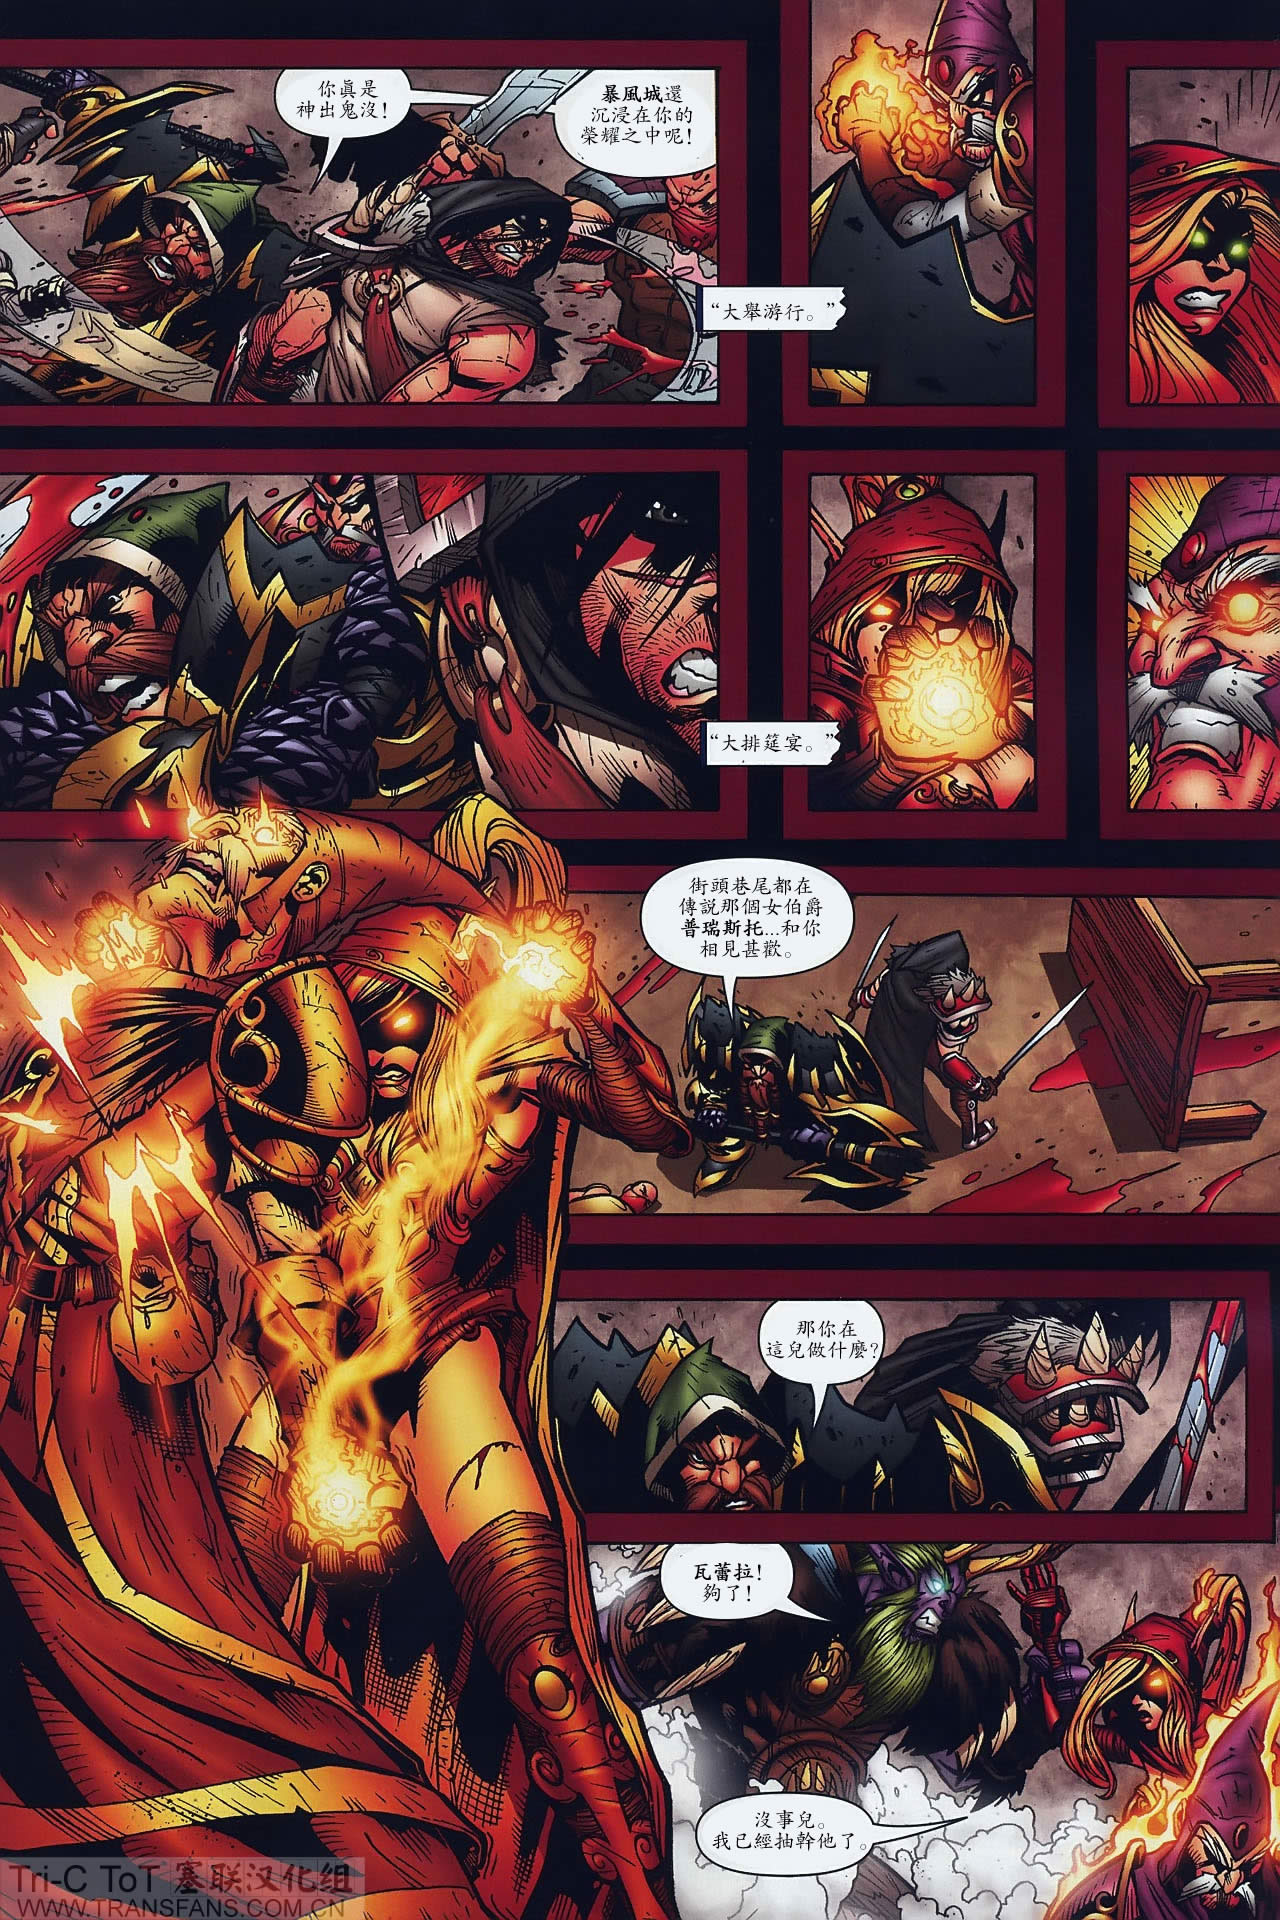 你眞是
神出鬼沒!
暴風城還
沉浸在你的
榮耀之中呢!
“大舉游行。”
“大排筵宴。”
街頭巷尾都在
傳説那個女伯爵
普瑞斯托...和你
相見甚歡。
那你在
這兒做什麼?
瓦蕾拉!
夠了!
沒事兒。
我已經抽幹他了。
Tri-C ToT 塞联汉化组
WWW.TRANSFANS.COM.CN